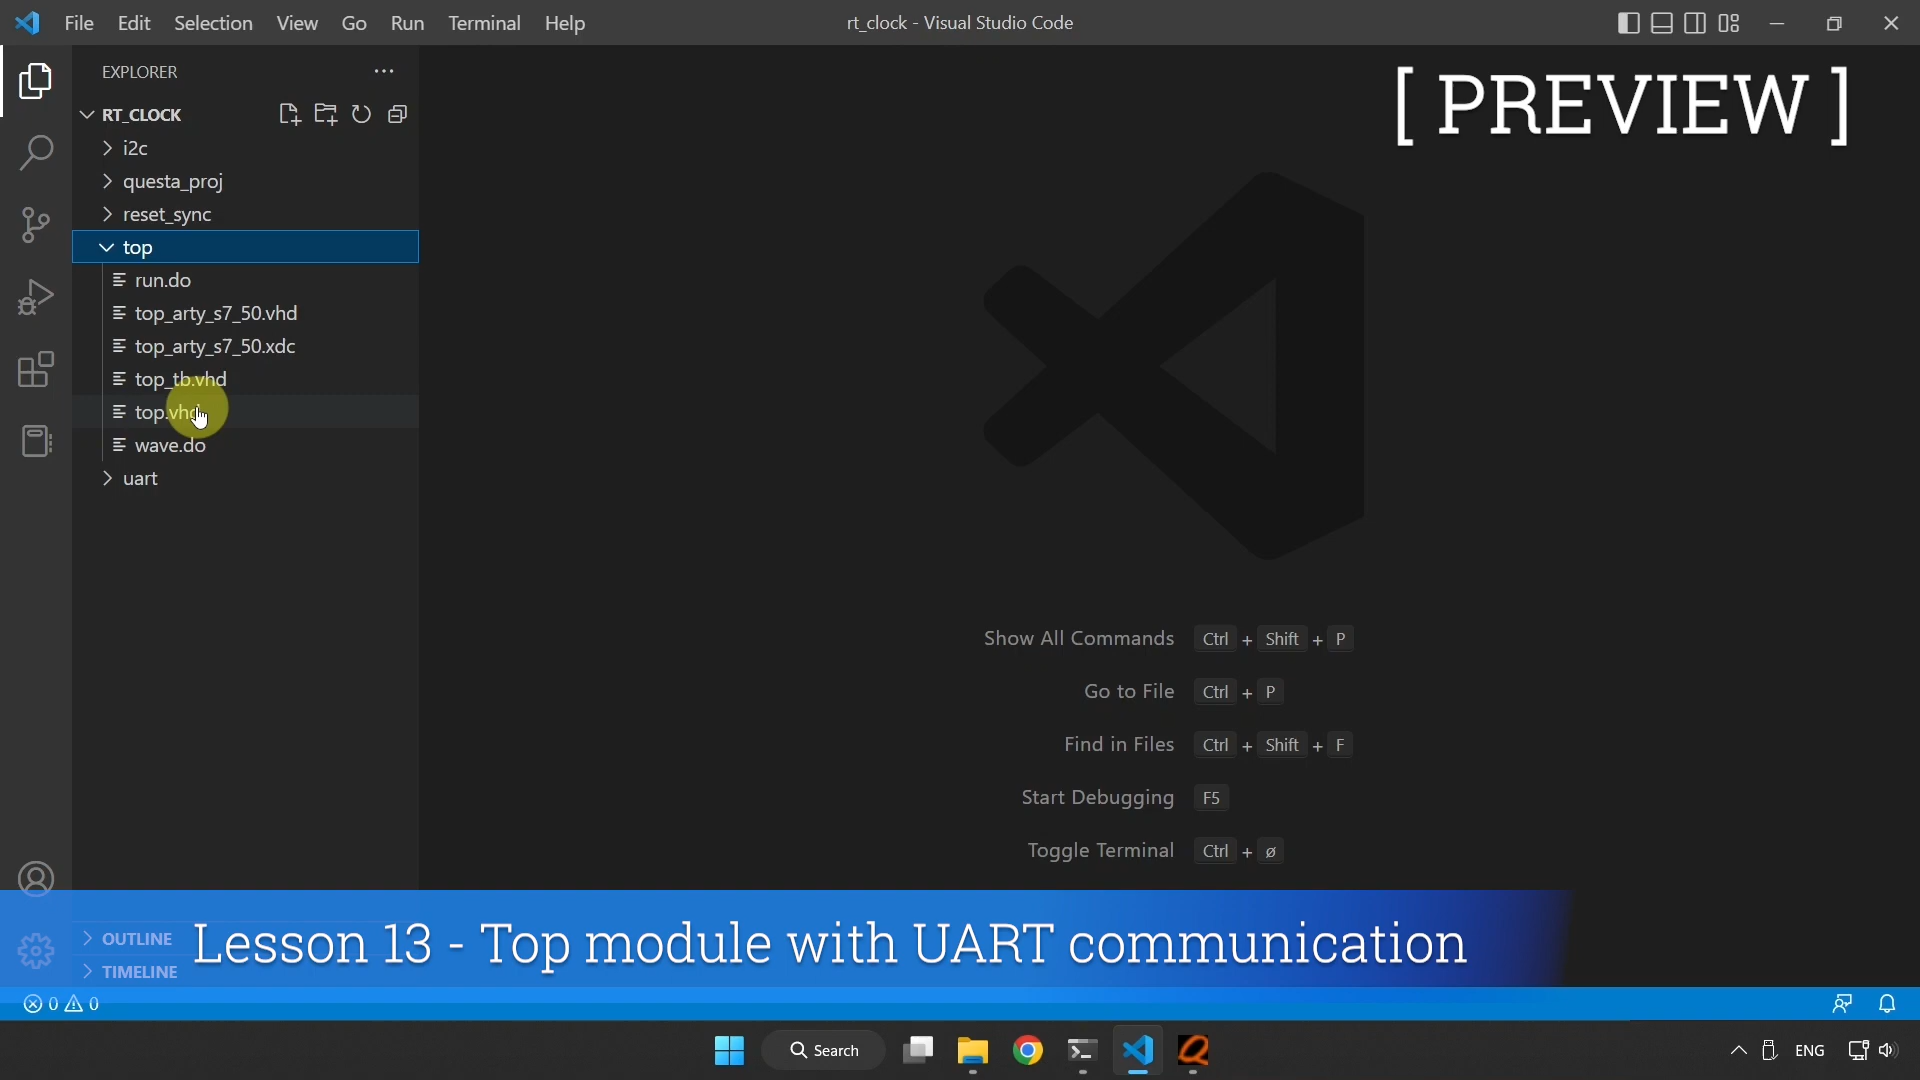 File Edit Selection View Go Run Terminal Help
rt_clock - Visual Studio Code
EXPLORER
[ PREVIEW ]
RT_CLOCK
i2c
questa_proj
reset_sync
top
run.do
top_arty_s7_50.vhd
top_arty_s7_50.xdc
top_tb.vhd
top.vhd
wave.do
uart
Show All Commands Ctrl + Shift + P
Go to File Ctrl + P
Find in Files Ctrl + Shift + F
Start Debugging F5
Toggle Terminal Ctrl + ø
OUTLINE
Lesson 13 - Top module with UART communication
TIMELINE
0 0
Search
ENG